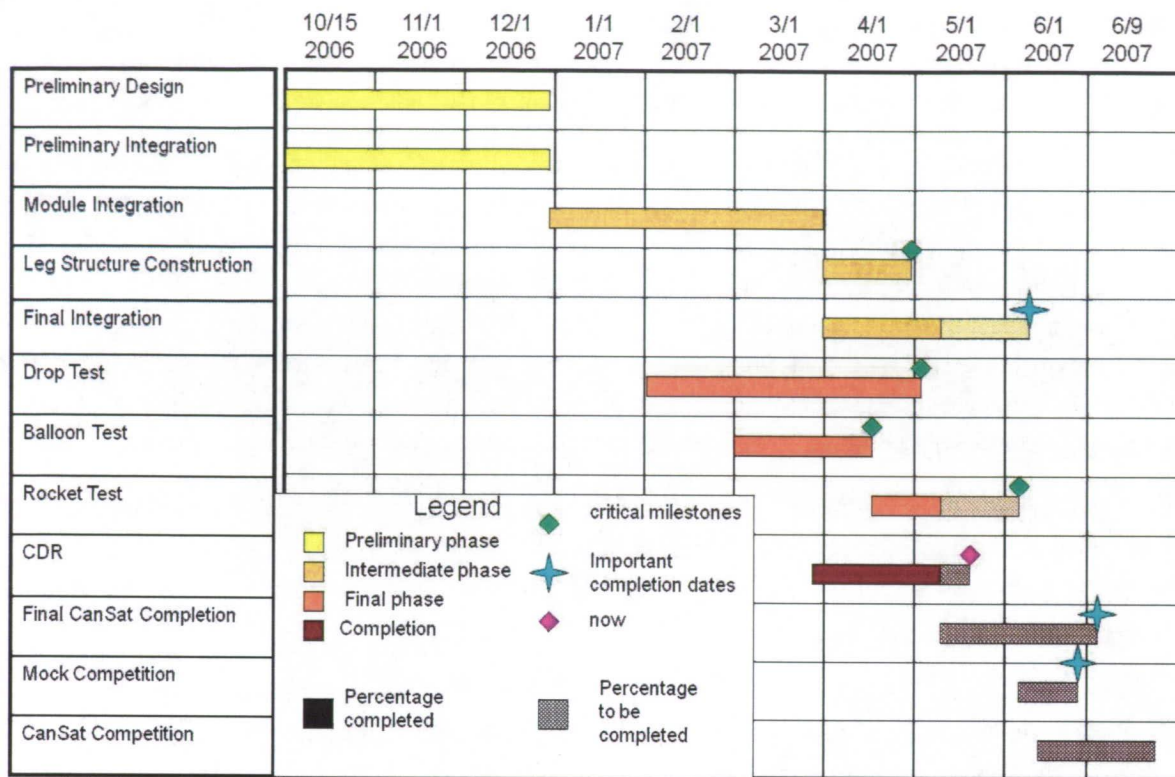 10/15 11/1 12/1 1/1 2/1 3/1 4/1 5/1 6/1 6/9
2006 2006 2006 2007 2007 2007 2007 2007 2007 2007
Preliminary Design
Preliminary Integration
Module Integration
Leg Structure Construction
Final Integration
Drop Test
Balloon Test
Rocket Test
CDR
Final CanSat Completion
Mock Competition
CanSat Competition
Legend
Preliminary phase
Intermediate phase
Final phase
Completion
Percentage
completed
critical milestones
Important
completion dates
now
Percentage
to be
completed